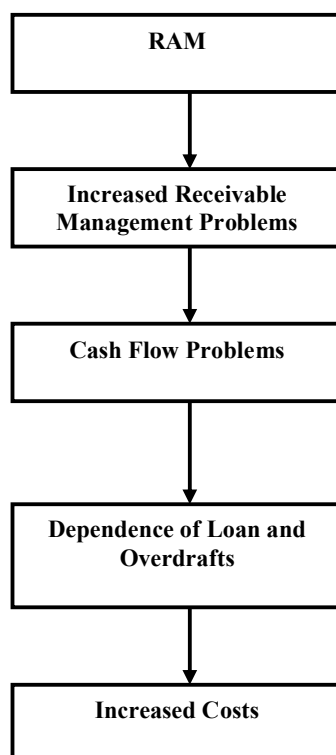 RAM
Increased Receivable
Management Problems
Cash Flow Problems
Dependence of Loan and
Overdrafts
Increased Costs